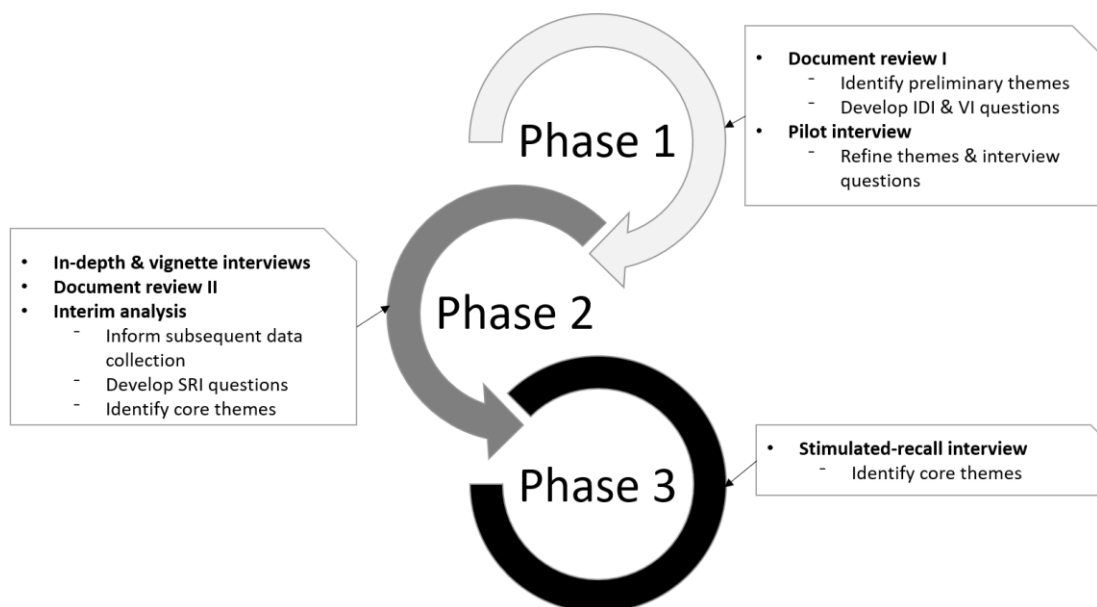 Phase 1
• Document review I
- Identify preliminary themes
- Develop IDI & VI questions
• Pilot interview
- Refine themes & interview
questions
Phase 2
• In-depth & vignette interviews
• Document review II
• Interim analysis
- Inform subsequent data
collection
- Develop SRI questions
- Identify core themes
Phase 3
• Stimulated-recall interview
- Identify core themes